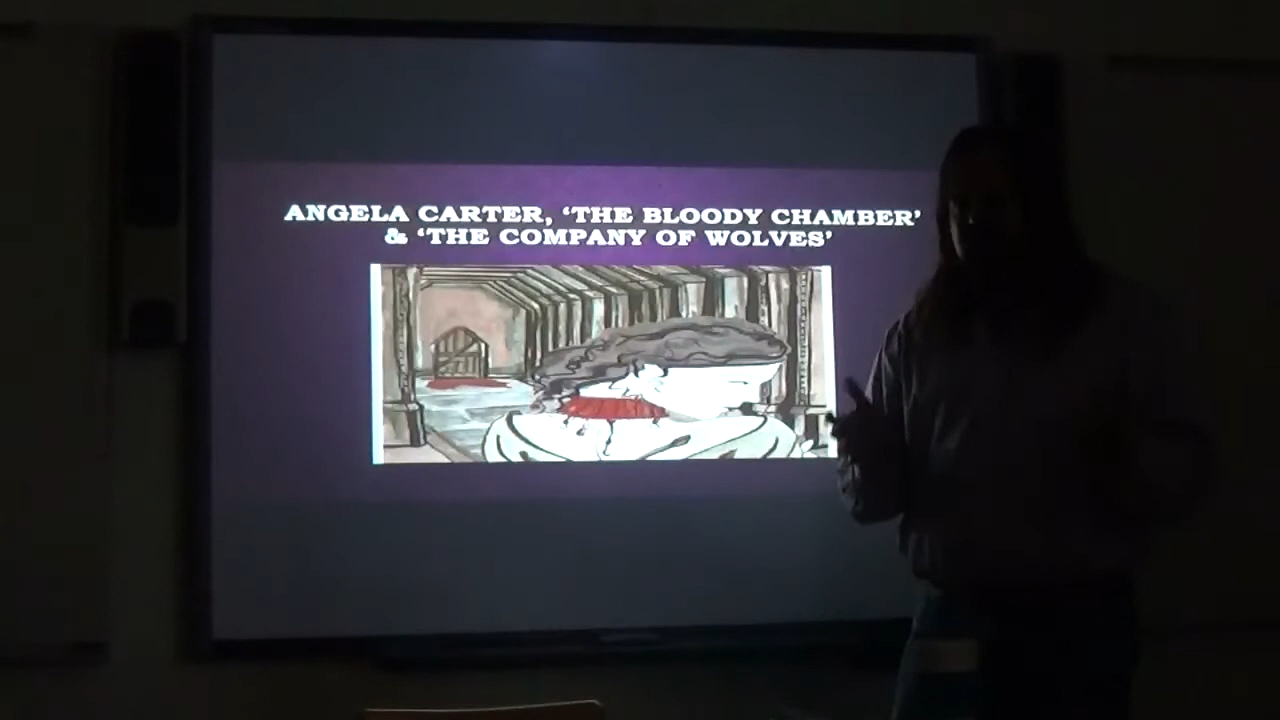 ANGELA CARTER, ‘THE BLOODY CHAMBER’
& ‘THE COMPANY OF WOLVES’